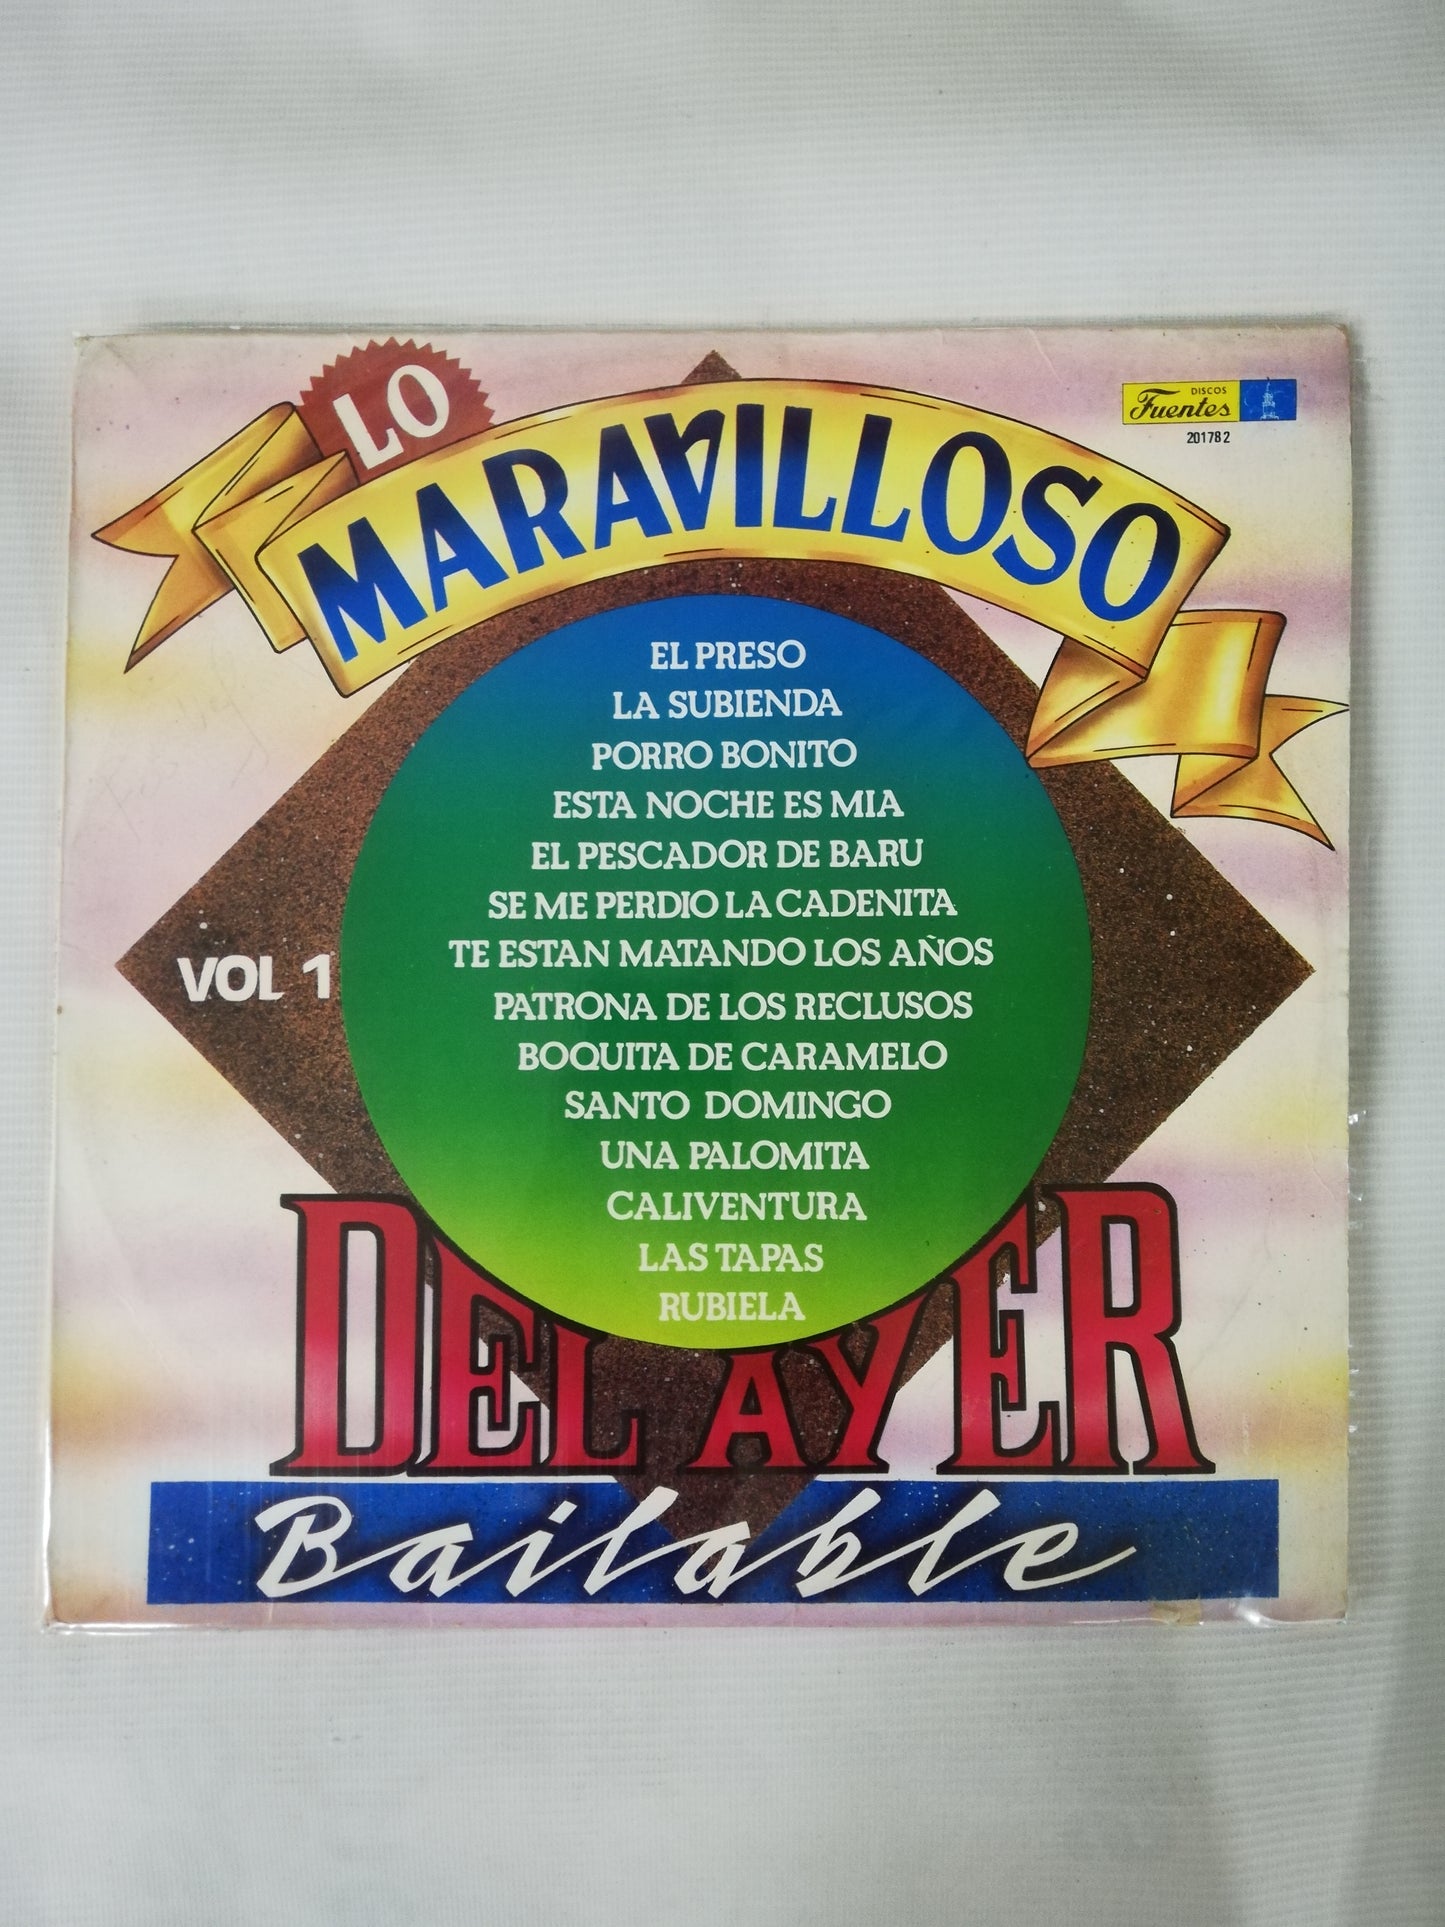 LO
MARAVILLOSO
DISCOS
Fuentes
201782
EL PRESO
LA SUBIENDA
PORRO BONITO
ESTA NOCHE ES MIA
EL PESCADOR DE BARU
SE ME PERDIO LA CADENITA
TE ESTAN MATANDO LOS AÑOS
PATRONA DE LOS RECLUSOS
BOQUITA DE CARAMELO
SANTO DOMINGO
UNA PALOMITA
CALIVENTURA
LAS TAPAS
RUBIELA
VOL 1
DEL AYER
Bailable